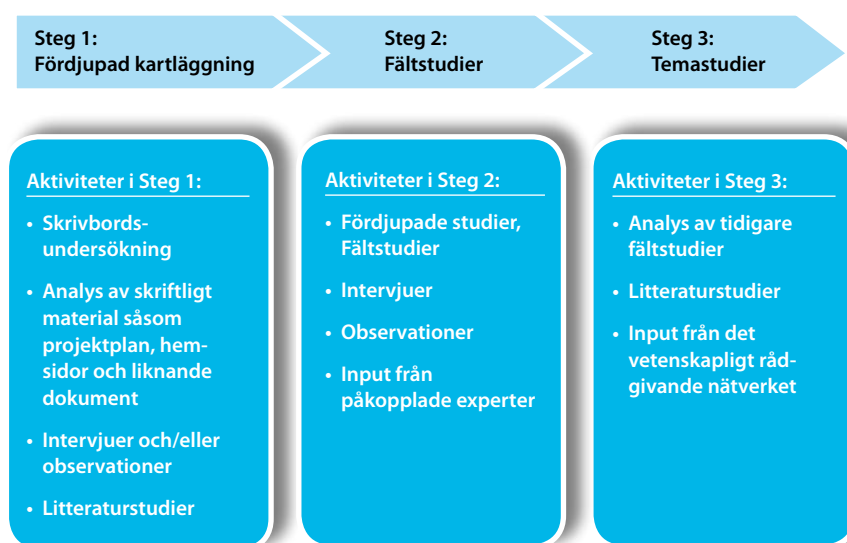 Steg 1:
Fördjupad kartläggning
Steg 2:
Fältstudier
Steg 3:
Temastudier
Aktiviteter i Steg 1:
• Skrivbords-
undersökning
• Analys av skriftligt
material såsom
projektplan, hem-
sidor och liknande
dokument
• Intervjuer och/eller
observationer
• Litteraturstudier
Aktiviteter i Steg 2:
• Fördjupade studier,
Fältstudier
• Intervjuer
• Observationer
• Input från
påkopplade experter
Aktiviteter i Steg 3:
• Analys av tidigare
fältstudier
• Litteraturstudier
• Input från det
vetenskapligt råd-
givande nätverket